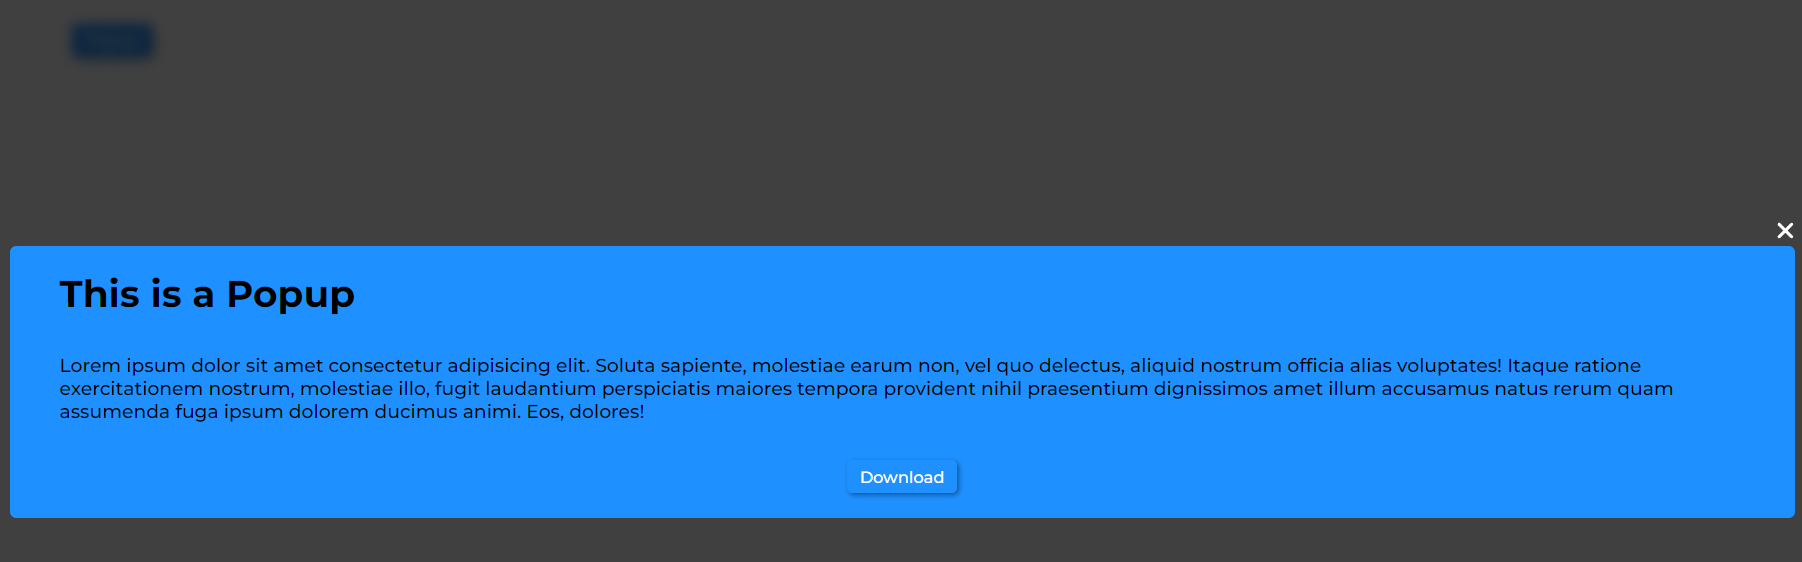 This is a Popup
Lorem ipsum dolor sit amet consectetur adipisicing elit. Soluta sapiente, molestiae earum non, vel quo delectus, aliquid nostrum officia alias voluptates! Itaque ratione
exercitationem nostrum, molestiae illo, fugit laudantium perspiciatis maiores tempora provident nihil praesentium dignissimos amet illum accusamus natus rerum quam
assumenda fuga ipsum dolorem ducimus animi. Eos, dolores!
Download